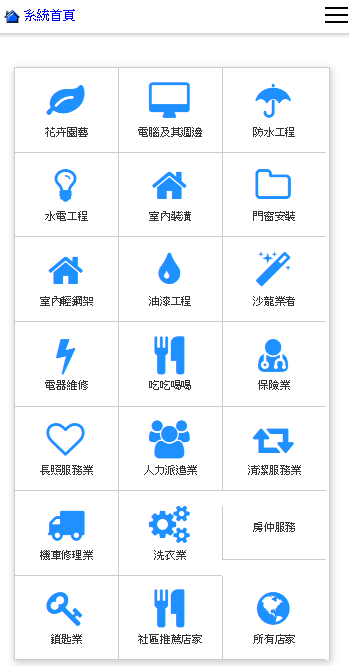 系統首頁
花卉園藝
電腦及其週邊
防水工程
水電工程
室內裝潢
門窗安裝
室內輕鋼架
油漆工程
沙龍業者
電器維修
吃吃喝喝
保險業
長照服務業
人力派遣業
清潔服務業
機車修理業
洗衣業
房仲服務
鎖匙業
社區推薦店家
所有店家